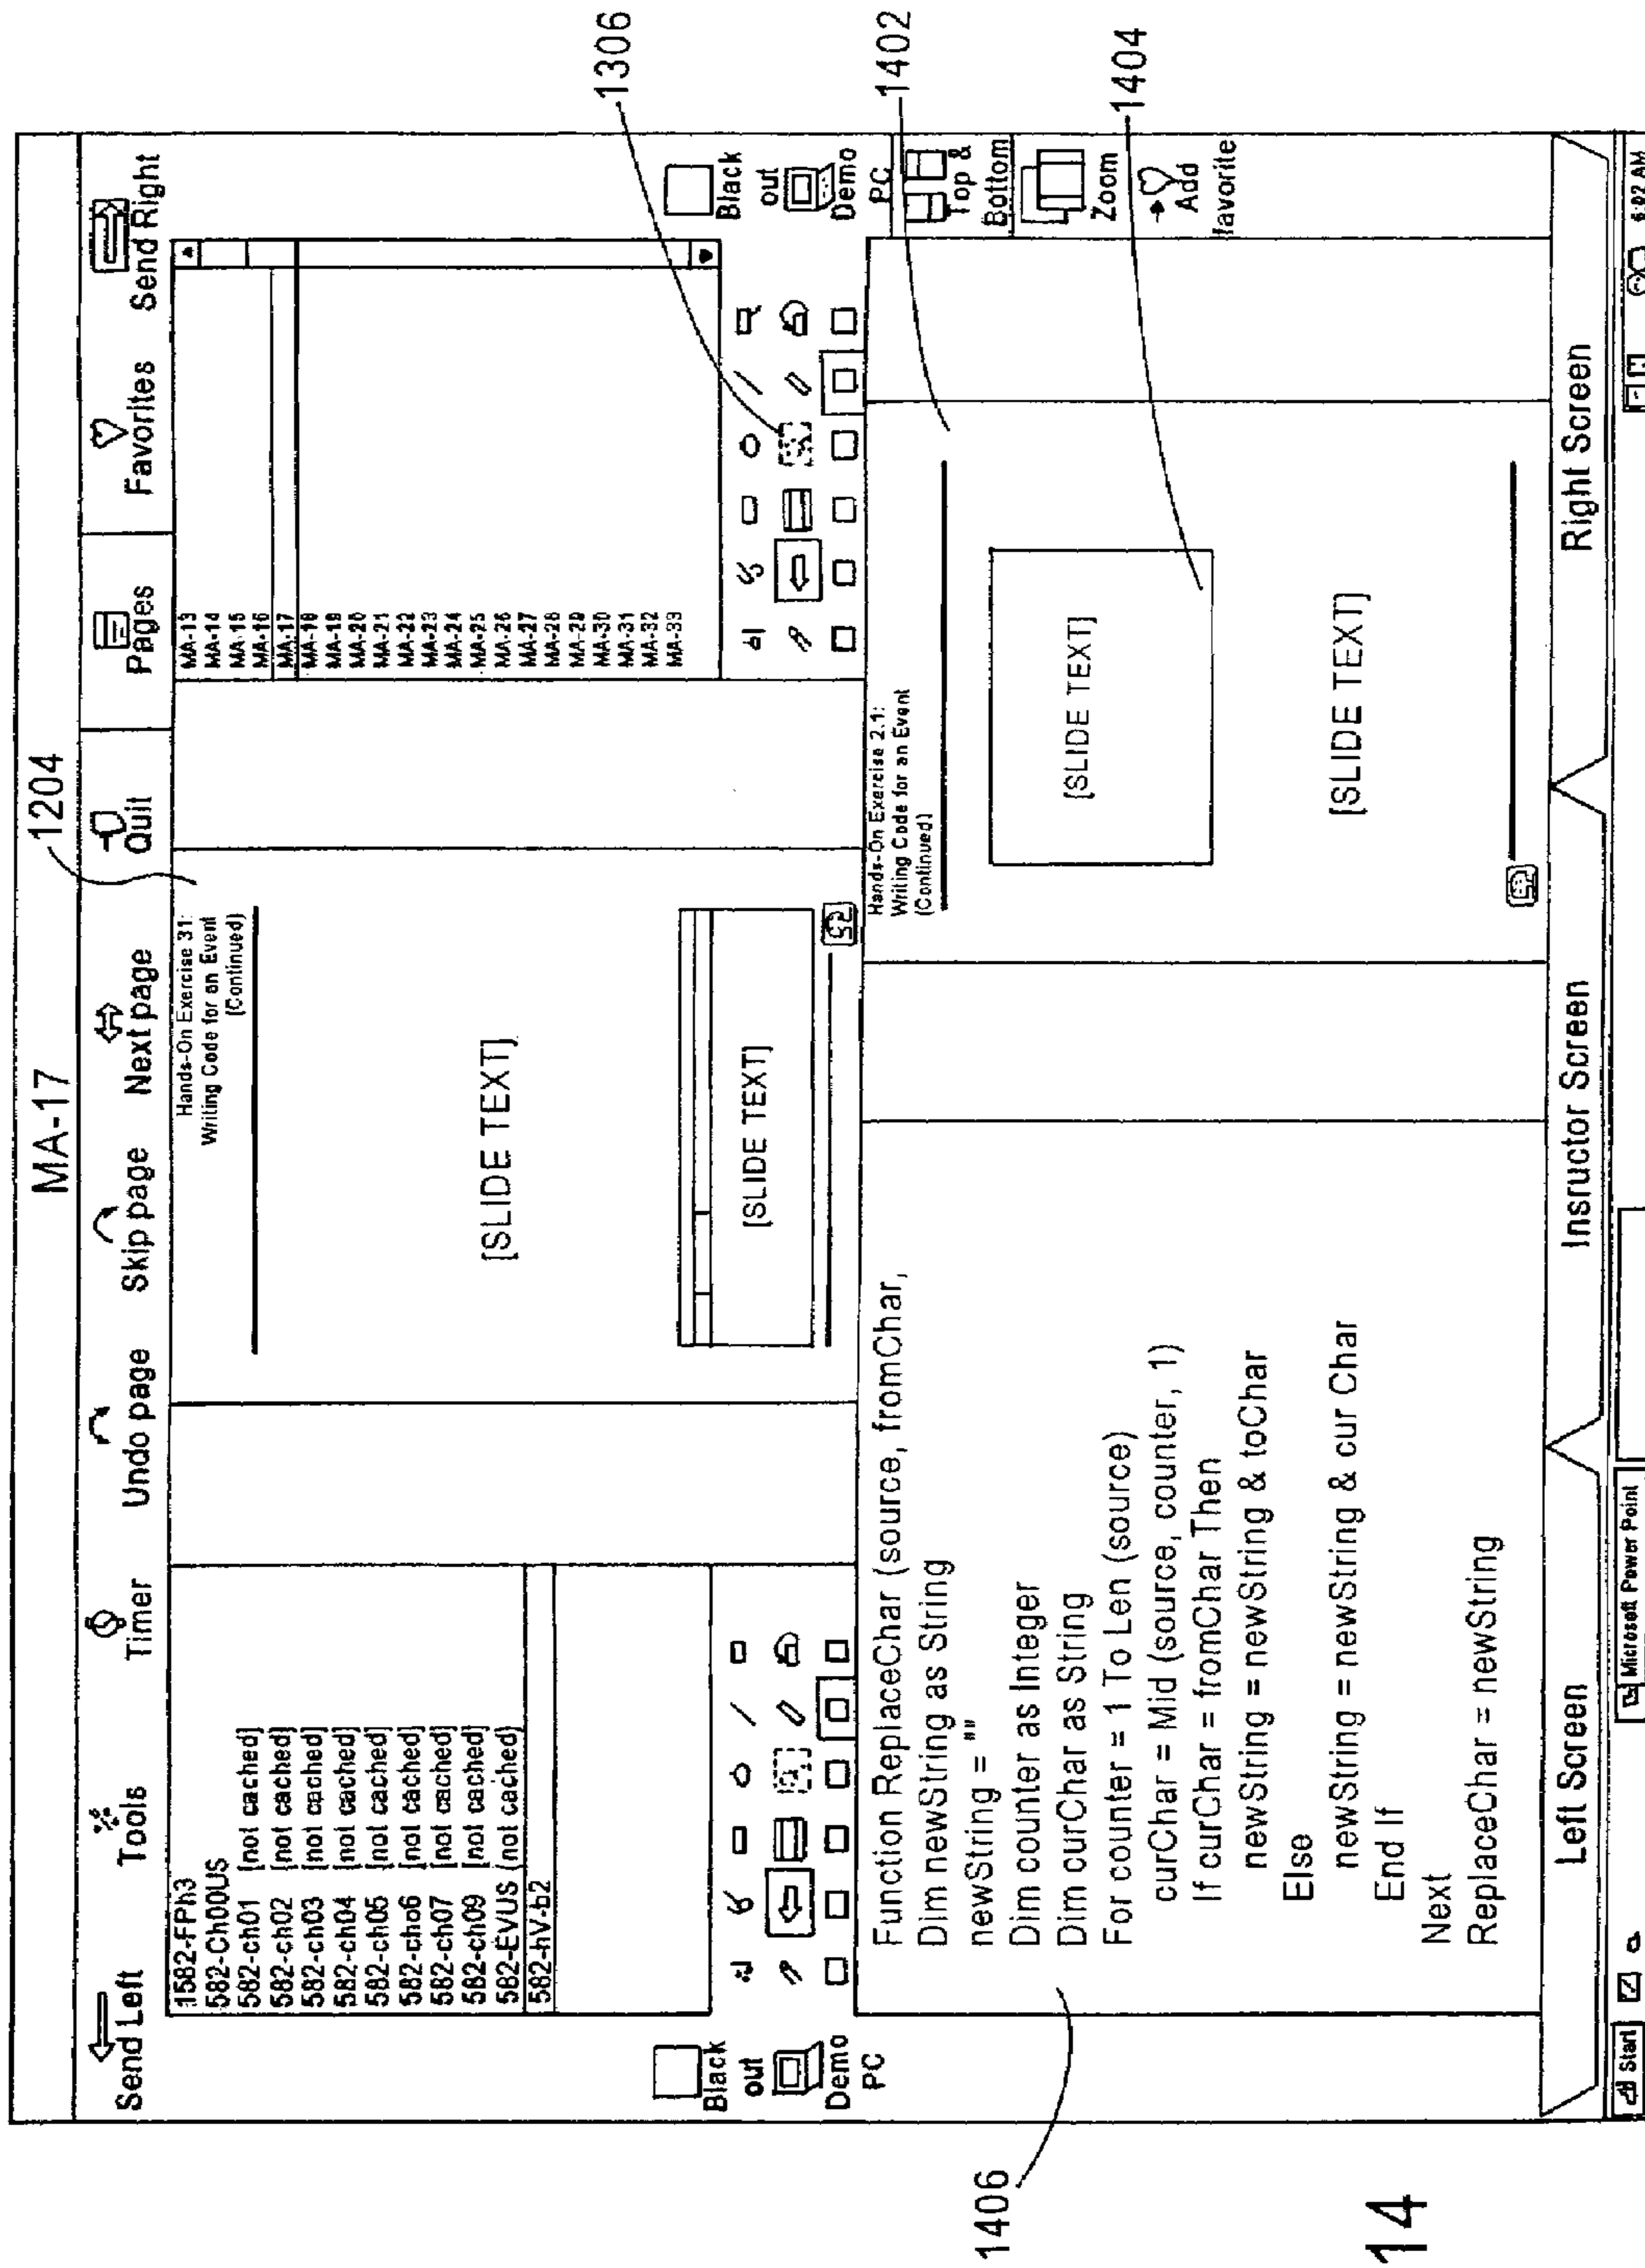 MA-17
1204
Send Left Tools Timer Undo page Skip page Next page Quit Pages Favorites Send Right
1582-FPh3
582-Ch00US
582-ch01 [not cached]
582-ch02 [not cached]
582-ch03 [not cached]
582-ch04 [not cached]
582-ch05 [not cached]
582-cho6 [not cached]
582-ch07 [not cached]
582-ch09 [not cached]
582-EVUS (not cached)
582-hV-b2
Black
out
Demo
PC
Hands-On Exercise 31:
Writing Code for an Event
(Continued)
[SLIDE TEXT]
[SLIDE TEXT]
MA-13
MA-14
MA-15
MA-16
MA-17
MA-18
MA-19
MA-20
MA-21
MA-22
MA-23
MA-24
MA-25
MA-26
MA-27
MA-28
MA-29
MA-30
MA-31
MA-32
MA-33
Black
out
Demo
PC
1306
Function ReplaceChar (source, fromChar,
Dim newString as String
newString = ""
Dim counter as Integer
Dim curChar as String
For counter = 1 To Len (source)
curChar = Mid (source, counter, 1)
If curChar = fromChar Then
newString = newString & toChar
Else
newString = newString & cur Char
End If
Next
ReplaceChar = newString
1406
Hands-On Exercise 2.1:
Writing Code for an Event
(Continued)
[SLIDE TEXT]
[SLIDE TEXT]
Top &
Bottom
Zoom
Add
favorite
1402
1404
Left Screen Insructor Screen Right Screen
Start Microsoft Power Point 6:02 AM
14